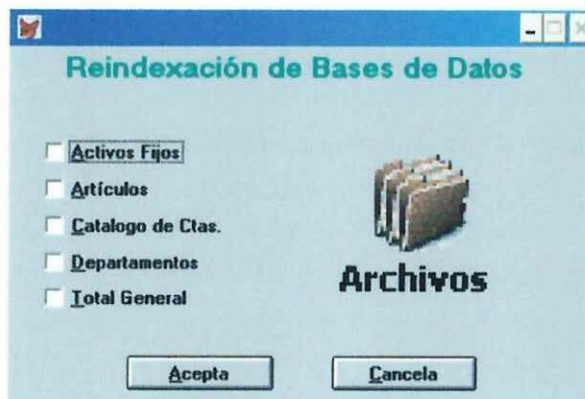 Reindexación de Bases de Datos
Activos Fijos
Artículos
Catalogo de Ctas.
Departamentos
Total General
Archivos
Acepta
Cancela